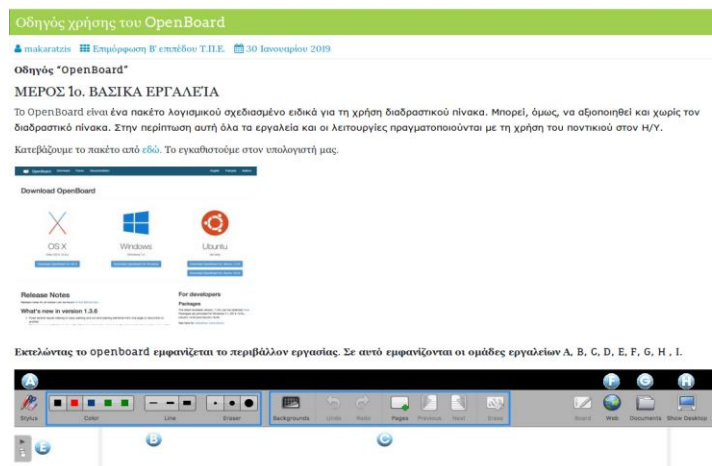 Οδηγός χρήσης του OpenBoard
makaratzis Επιμόρφωση Β' επιπέδου Τ.Π.Ε. 30 Ιανουαρίου 2019
Οδηγός "OpenBoard"
ΜΕΡΟΣ 1ο. ΒΑΣΙΚΑ ΕΡΓΑΛΕΊΑ
Το OpenBoard είναι ένα πακέτο λογισμικού σχεδιασμένο ειδικά για τη χρήση διαδραστικού πίνακα. Μπορεί, όμως, να αξιοποιηθεί και χωρίς τον
διαδραστικό πίνακα. Στην περίπτωση αυτή όλα τα εργαλεία και οι λειτουργίες πραγματοποιούνται με τη χρήση του ποντικιού στον Η/Υ.
Κατεβάζουμε το πακέτο από εδώ. Το εγκαθιστούμε στον υπολογιστή μας.
Download OpenBoard
OS X Windows Ubuntu
Release Notes
What's new in version 1.3.6
For developers
Packages
Εκτελώντας το openboard εμφανίζεται το περιβάλλον εργασίας. Σε αυτό εμφανίζονται οι ομάδες εργαλείων A, B, C, D, E, F, G, H , I.
A F G H
Stylus Color Line Eraser Backgrounds Undo Redo Pages Previous Next Erase Board Web Documents Show Desktop
E B C